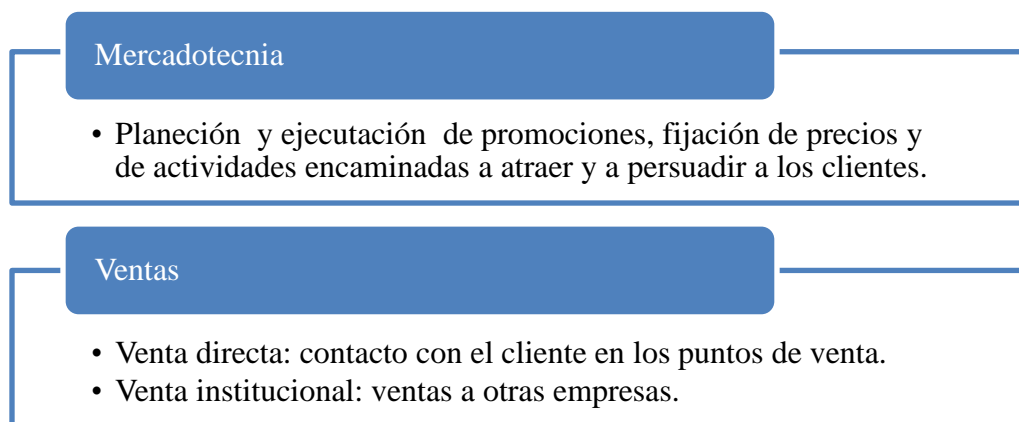 Mercadotecnia
• Planeción y ejecutación de promociones, fijación de precios y
de actividades encaminadas a atraer y a persuadir a los clientes.
Ventas
• Venta directa: contacto con el cliente en los puntos de venta.
• Venta institucional: ventas a otras empresas.